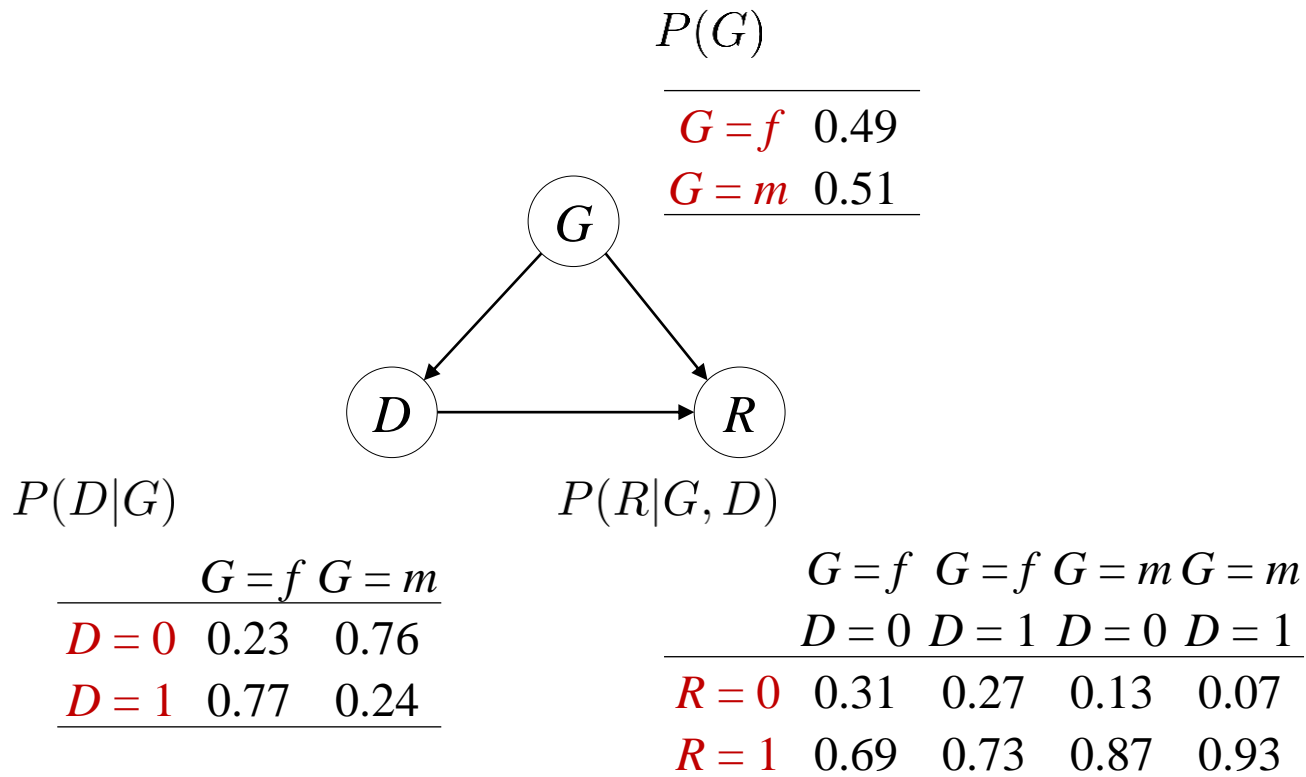 P(G)
G = f 0.49
G = m 0.51
G
D
R
P(D|G)
G = f G = m
D = 0 0.23 0.76
D = 1 0.77 0.24
P(R|G, D)
G = f G = f G = m G = m
D = 0 D = 1 D = 0 D = 1
R = 0 0.31 0.27 0.13 0.07
R = 1 0.69 0.73 0.87 0.93